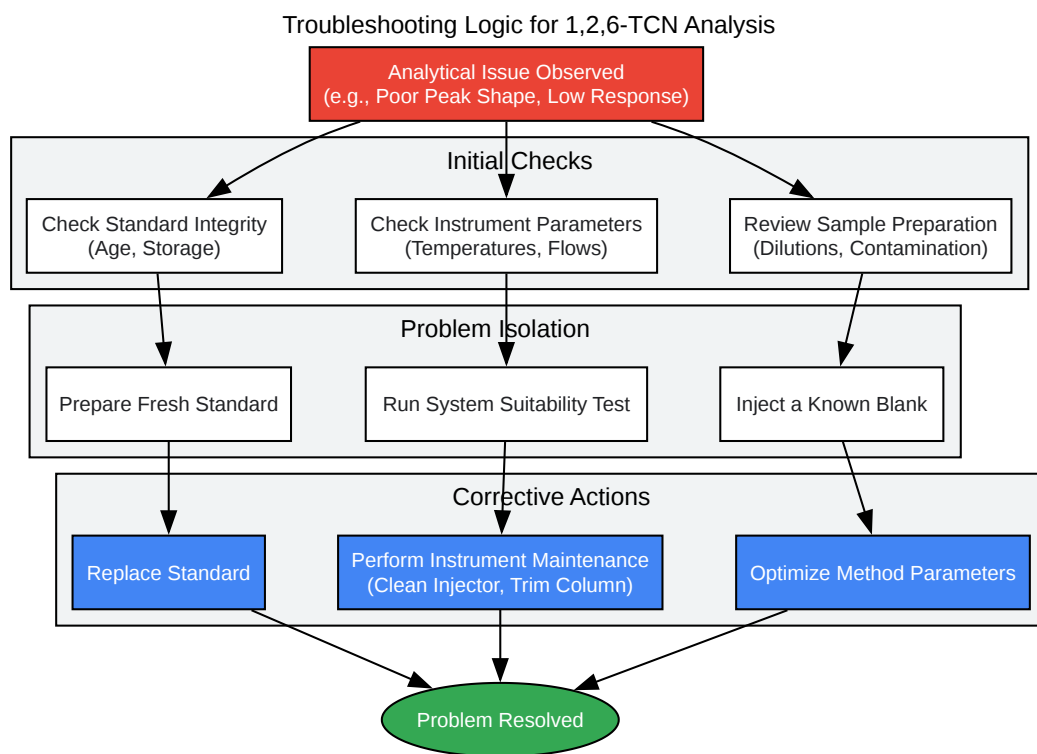 Troubleshooting Logic for 1,2,6-TCN Analysis
Analytical Issue Observed
(e.g., Poor Peak Shape, Low Response)
Initial Checks
Check Standard Integrity
(Age, Storage)
Check Instrument Parameters
(Temperatures, Flows)
Review Sample Preparation
(Dilutions, Contamination)
Problem Isolation
Prepare Fresh Standard
Run System Suitability Test
Inject a Known Blank
Corrective Actions
Replace Standard
Perform Instrument Maintenance
(Clean Injector, Trim Column)
Optimize Method Parameters
Problem Resolved